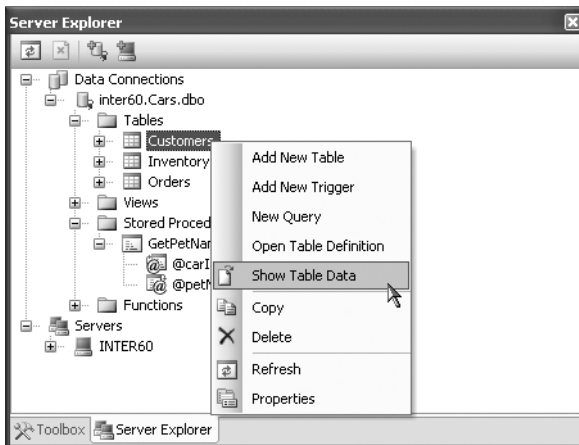 Server Explorer
Data Connections
inter60.Cars.dbo
Tables
Customers
Inventory
Orders
Views
Stored Proced
GetPetNar
@carI
@petN
Functions
Servers
INTER60
Add New Table
Add New Trigger
New Query
Open Table Definition
Show Table Data
Copy
Delete
Refresh
Properties
Toolbox
Server Explorer